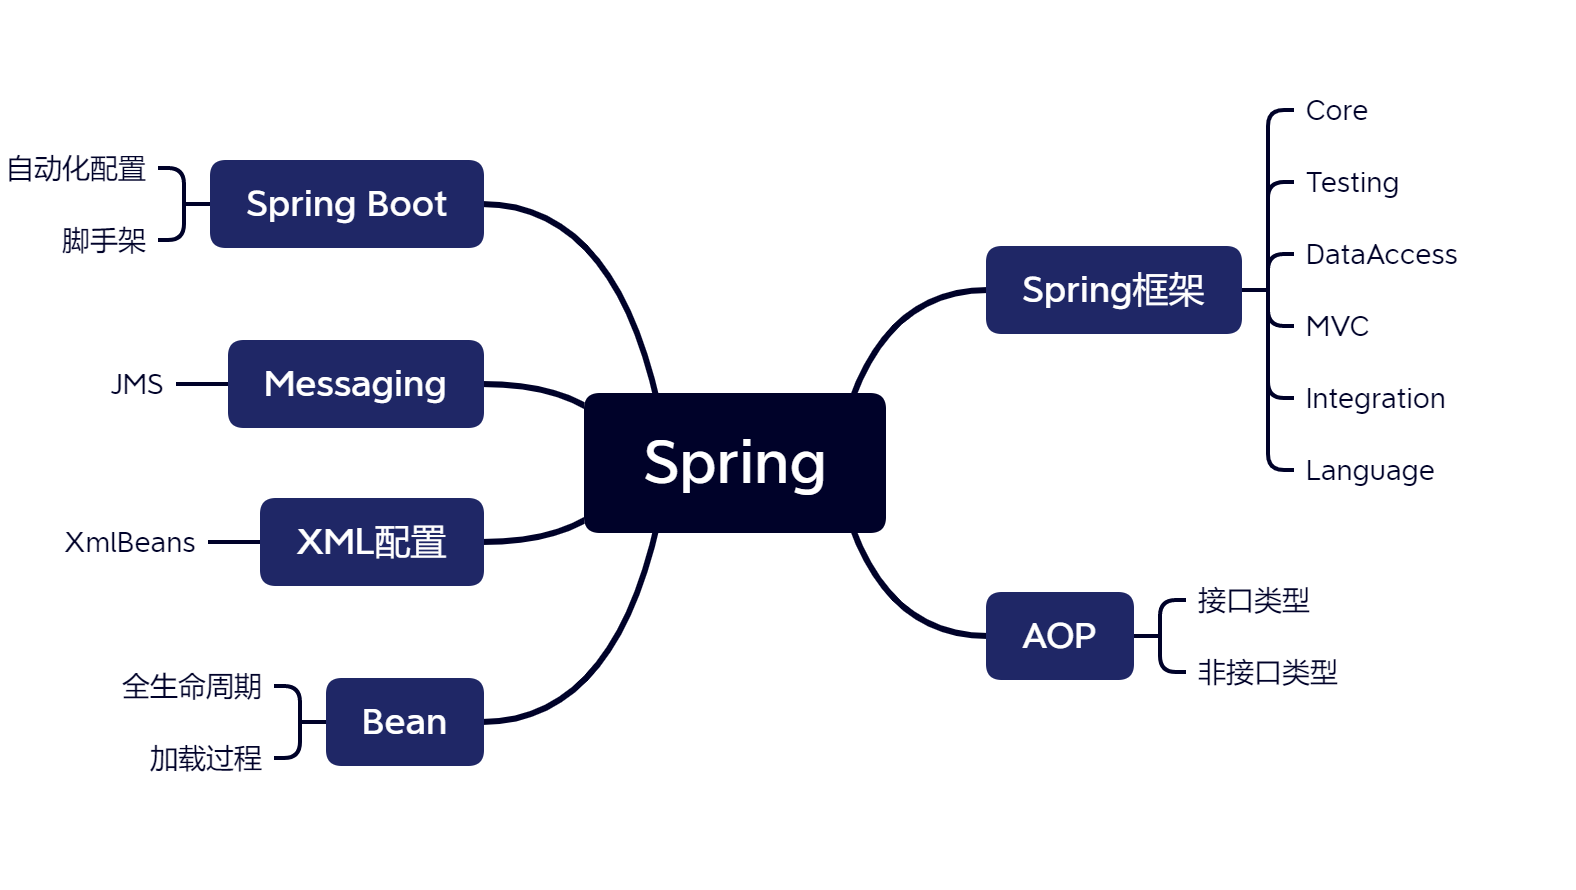 Spring
Spring框架
Core
Testing
DataAccess
MVC
Integration
Language
AOP
接口类型
非接口类型
Spring Boot
自动化配置
脚手架
Messaging
JMS
XML配置
XmlBeans
Bean
全生命周期
加载过程